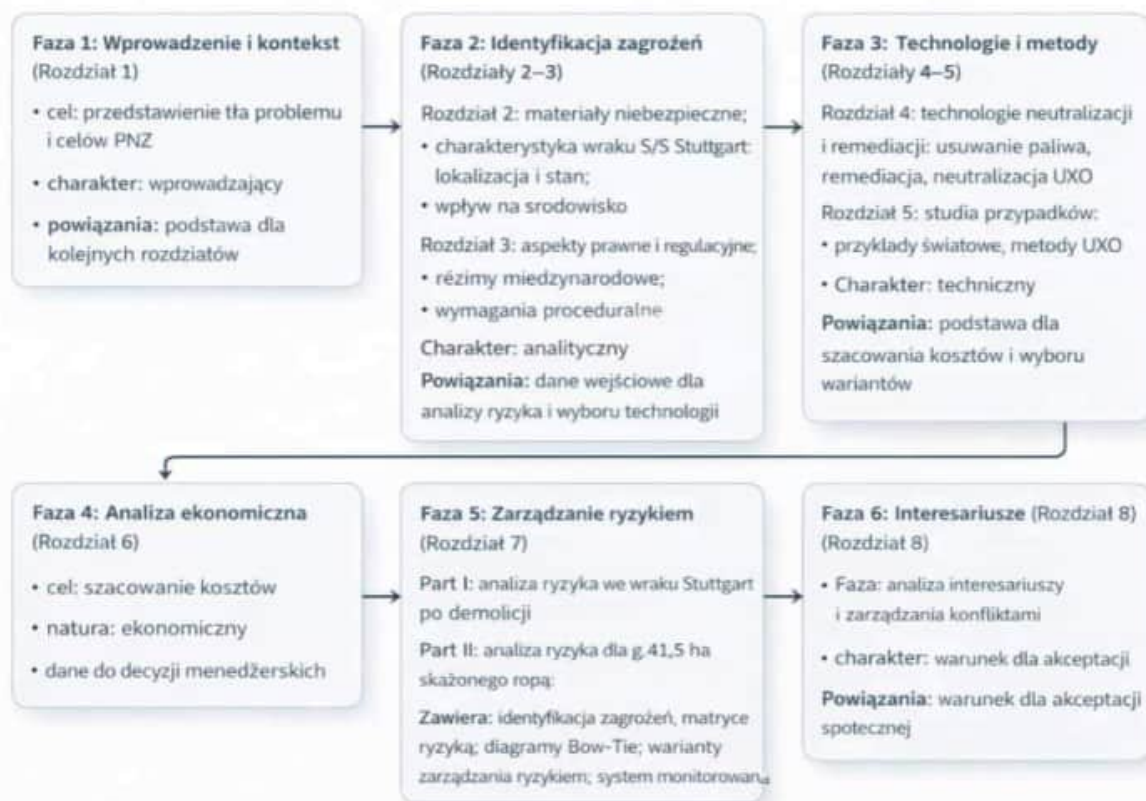 Faza 1: Wprowadzenie i kontekst
(Rozdział 1)
• cel: przedstawienie tła problemu
i celów PNZ
• charakter: wprowadzający
• powiązania: podstawa dla
kolejnych rozdziatów
Faza 2: Identyfikacja zagrożeń
(Rozdziały 2–3)
Rozdział 2: materiały niebezpieczne;
• charakterystyka wraku S/S Stuttgart:
lokalizacja i stan;
• wpływ na srodowisko
Rozdział 3: aspekty prawne i regulacyjne;
• rézimy miedzynarodowe;
• wymagania proceduralne
Charakter: analityczny
Powiązania: dane wejściowe dla
analizy ryzyka i wyboru technologii
Faza 3: Technologie i metody
(Rozdziały 4–5)
Rozdział 4: technologie neutralizacji
i remediacji: usuwanie paliwa,
remediacja, neutralizacja UXO
Rozdział 5: studia przypadków:
• przykłady światowe, metody UXO
• Charakter: techniczny
Powiązania: podstawa dla
szacowania kosztów i wyboru
wariantów
Faza 4: Analiza ekonomiczna
(Rozdział 6)
• cel: szacowanie kosztów
• natura: ekonomiczny
• dane do decyzji menedżerskich
Faza 5: Zarządzanie ryzykiem
(Rozdział 7)
Part I: analiza ryzyka we wraku Stuttgart
po demolicji
Part II: analiza ryzyka dla g.41,5 ha
skażonego ropą:
Zawiera: identyfikacja zagrożeń, matryce
ryzyką; diagramy Bow-Tie; warianty
zarządzania ryzykiem; system
Faza 6: Interesariusze (Rozdział 8)
(Rozdział 8)
• Faza: analiza interesariuszy
i zarządzania konfliktami
• charakter: warunek dla akceptacji
Powiązania: warunek dla akceptacji
spotecznej